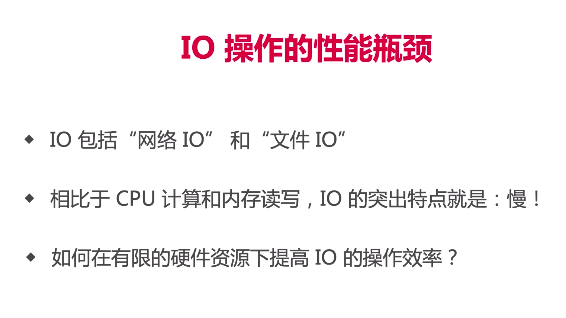 IO 操作的性能瓶颈
◆ IO 包括“网络 IO” 和“文件 IO”
◆ 相比于 CPU 计算和内存读写，IO 的突出特点就是：慢！
◆ 如何在有限的硬件资源下提高 IO 的操作效率？